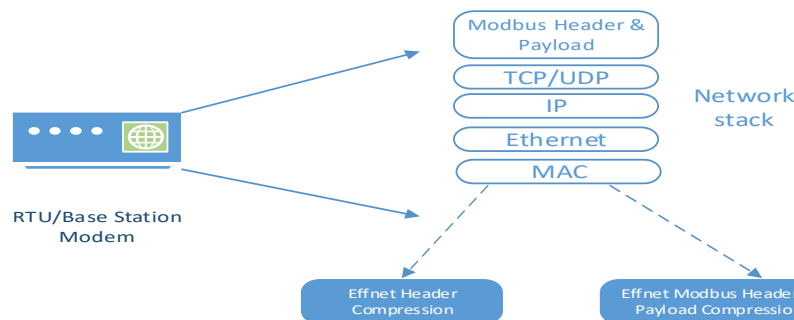 Modbus Header &
Payload
TCP/UDP
IP
Ethernet
MAC
Network
stack
RTU/Base Station
Modem
Effnet Header
Compression
Effnet Modbus Header
Payload Compressio